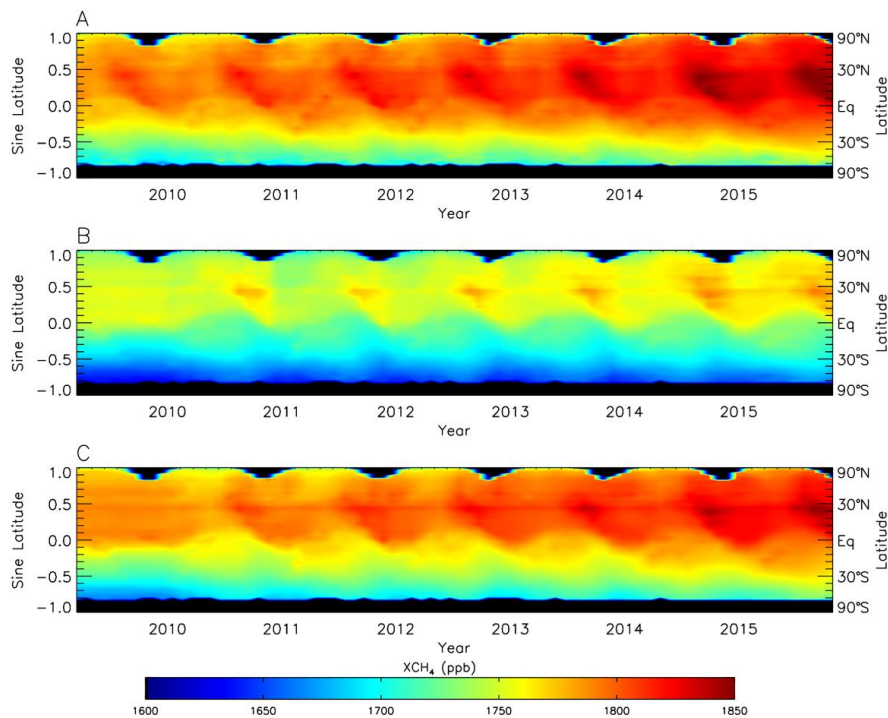 A
1.0 90°N
0.5 30°N
0.0 Eq
−0.5 30°S
−1.0 90°S
Sine Latitude
Latitude
2010 2011 2012 2013 2014 2015
Year
B
1.0 90°N
0.5 30°N
0.0 Eq
−0.5 30°S
−1.0 90°S
Sine Latitude
Latitude
2010 2011 2012 2013 2014 2015
Year
C
1.0 90°N
0.5 30°N
0.0 Eq
−0.5 30°S
−1.0 90°S
Sine Latitude
Latitude
2010 2011 2012 2013 2014 2015
Year
XCH₄ (ppb)
1600 1650 1700 1750 1800 1850